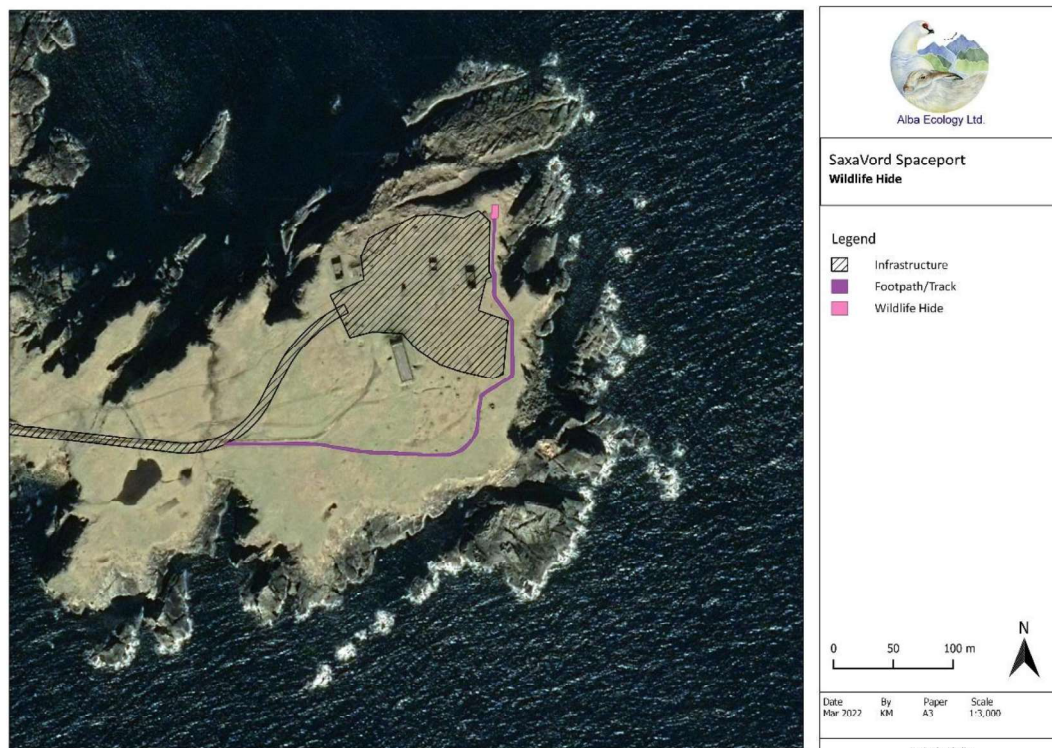 Alba Ecology Ltd.
SaxaVord Spaceport
Wildlife Hide
Legend
Infrastructure
Footpath/Track
Wildlife Hide
N
0 50 100 m
Date By Paper Scale
Mar 2022 KM A3 1:3,000